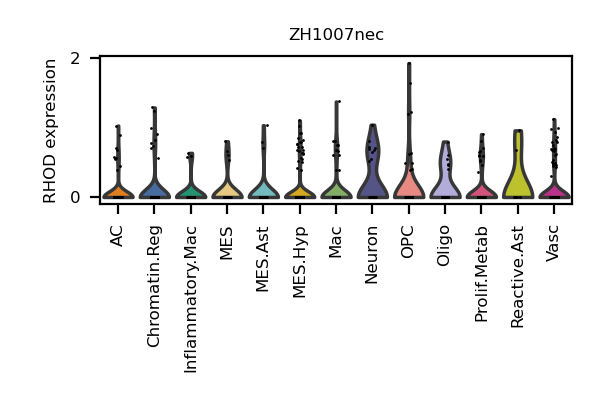 ZH1007nec
RHOD expression
2
0
AC
Chromatin.Reg
Inflammatory.Mac
MES
MES.Ast
MES.Hyp
Mac
Neuron
OPC
Oligo
Prolif.Metab
Reactive.Ast
Vasc